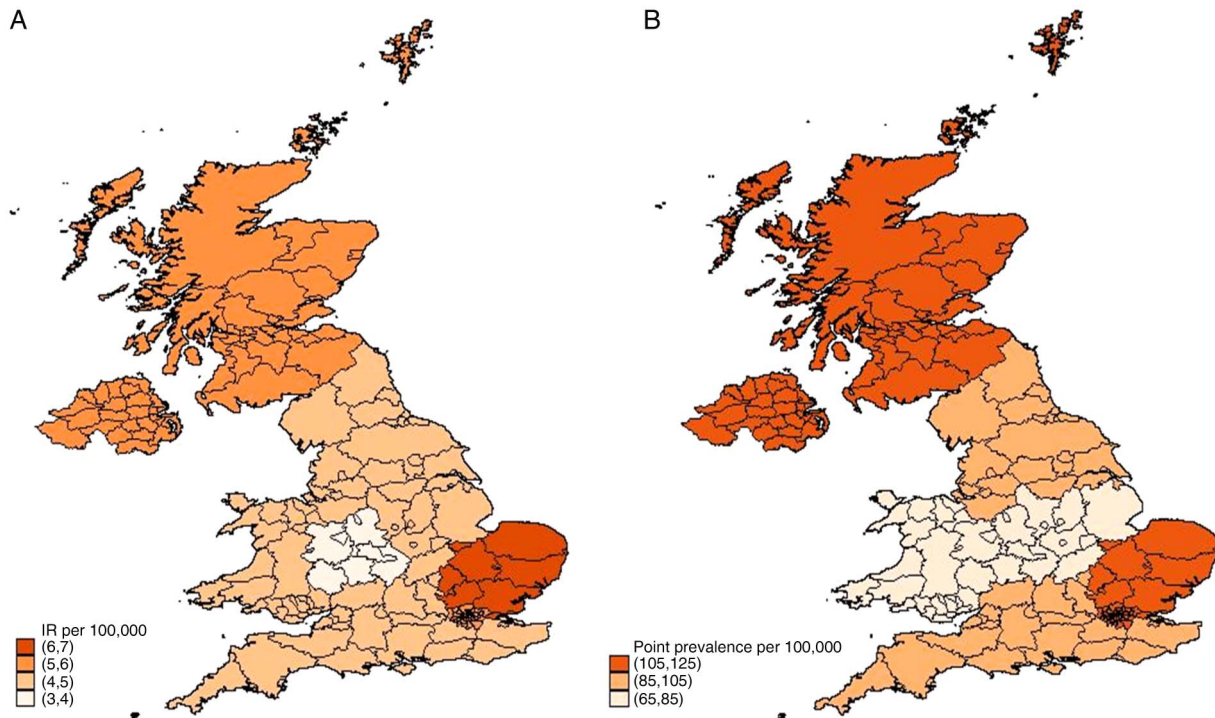 A
B
IR per 100,000
(6,7)
(5,6)
(4,5)
(3,4)
Point prevalence per 100,000
(105,125)
(85,105)
(65,85)